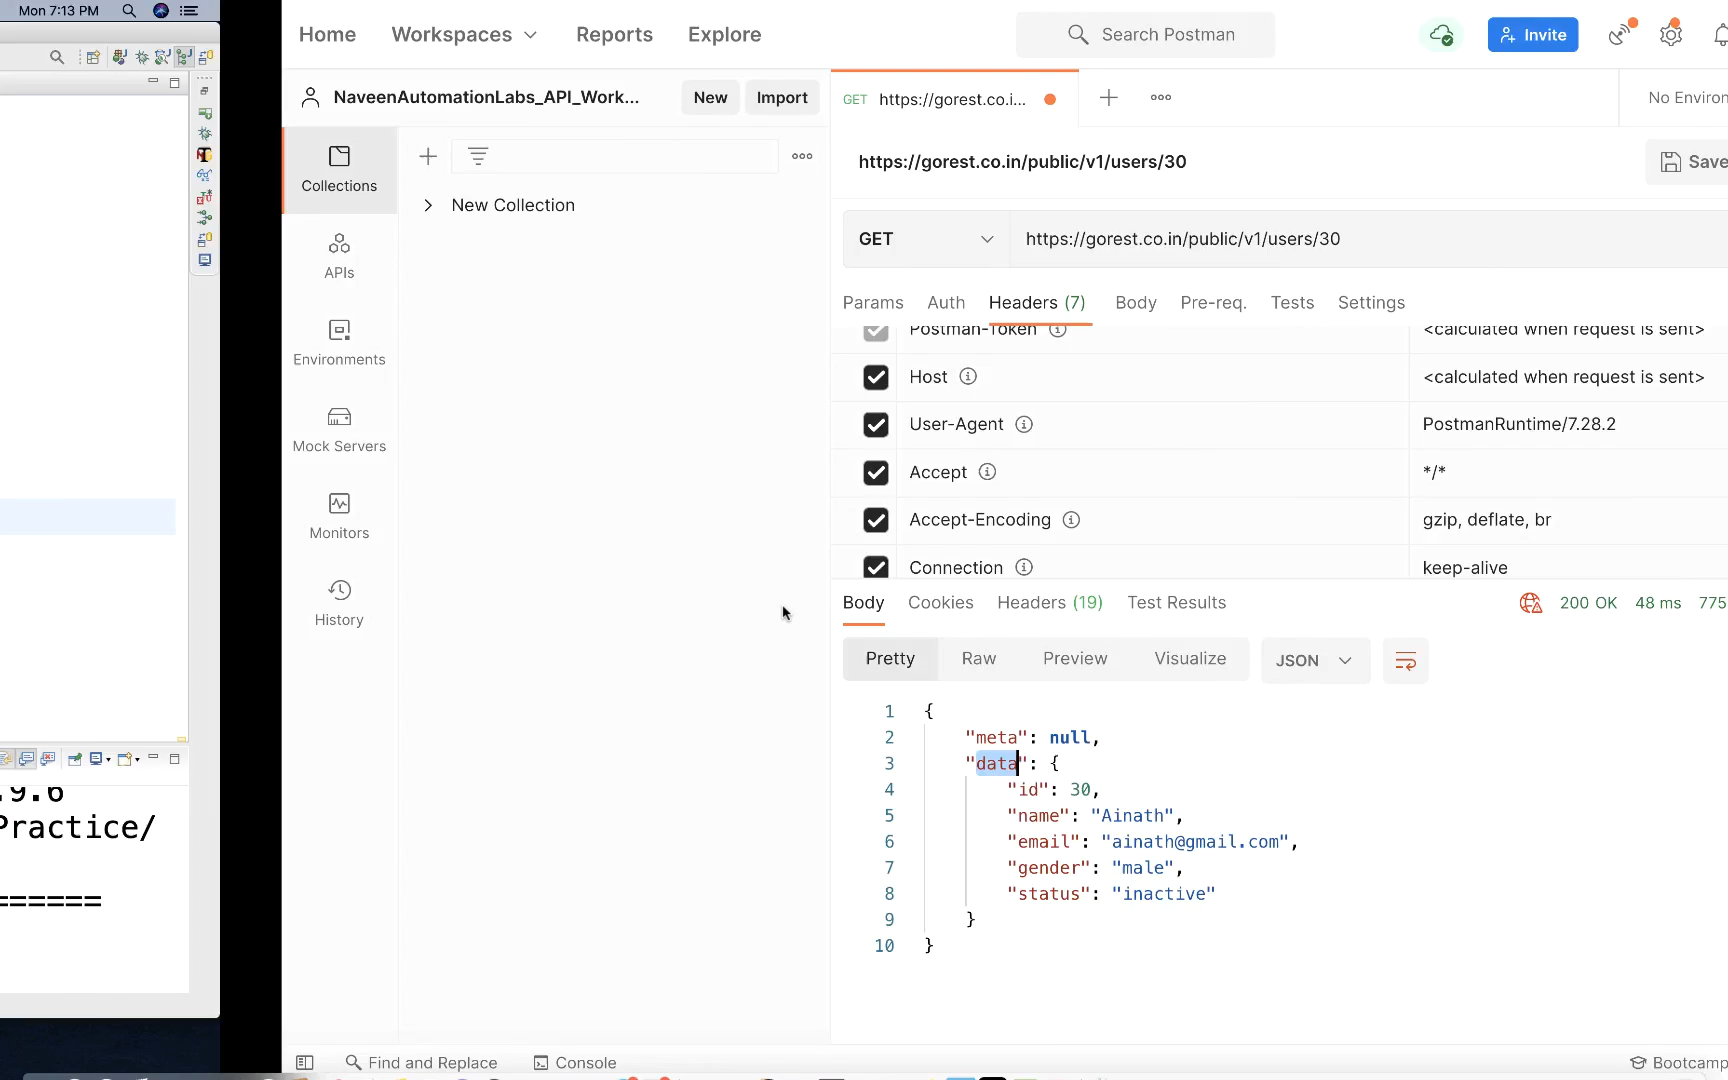 Mon 7:13 PM
Home
Workspaces
Reports
Explore
Search Postman
Invite
NaveenAutomationLabs_API_Work...
New
Import
GET https://gorest.co.i...
No Environ
https://gorest.co.in/public/v1/users/30
Save
GET
https://gorest.co.in/public/v1/users/30
Collections
APIs
Environments
Mock Servers
Monitors
History
New Collection
Params
Auth
Headers (7)
Body
Pre-req.
Tests
Settings
Postman-Token
<calculated when request is sent>
Host
<calculated when request is sent>
User-Agent
PostmanRuntime/7.28.2
Accept
*/*
Accept-Encoding
gzip, deflate, br
Connection
keep-alive
Body
Cookies
Headers (19)
Test Results
200 OK
48 ms
775
Pretty
Raw
Preview
Visualize
JSON
1 {
2 "meta": null,
3 "data": {
4 "id": 30,
5 "name": "Ainath",
6 "email": "ainath@gmail.com",
7 "gender": "male",
8 "status": "inactive"
9 }
10 }
.9.6
Practice/
======
Find and Replace
Console
Bootcamp